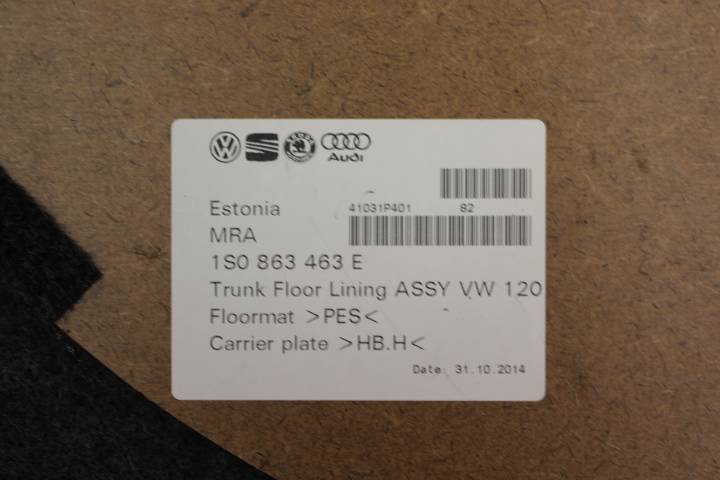 Audi
Estonia
41031P401 82
MRA
1S0 863 463 E
Trunk Floor Lining ASSY VW 120
Floormat >PES<
Carrier plate >HB.H<
Date: 31.10.2014